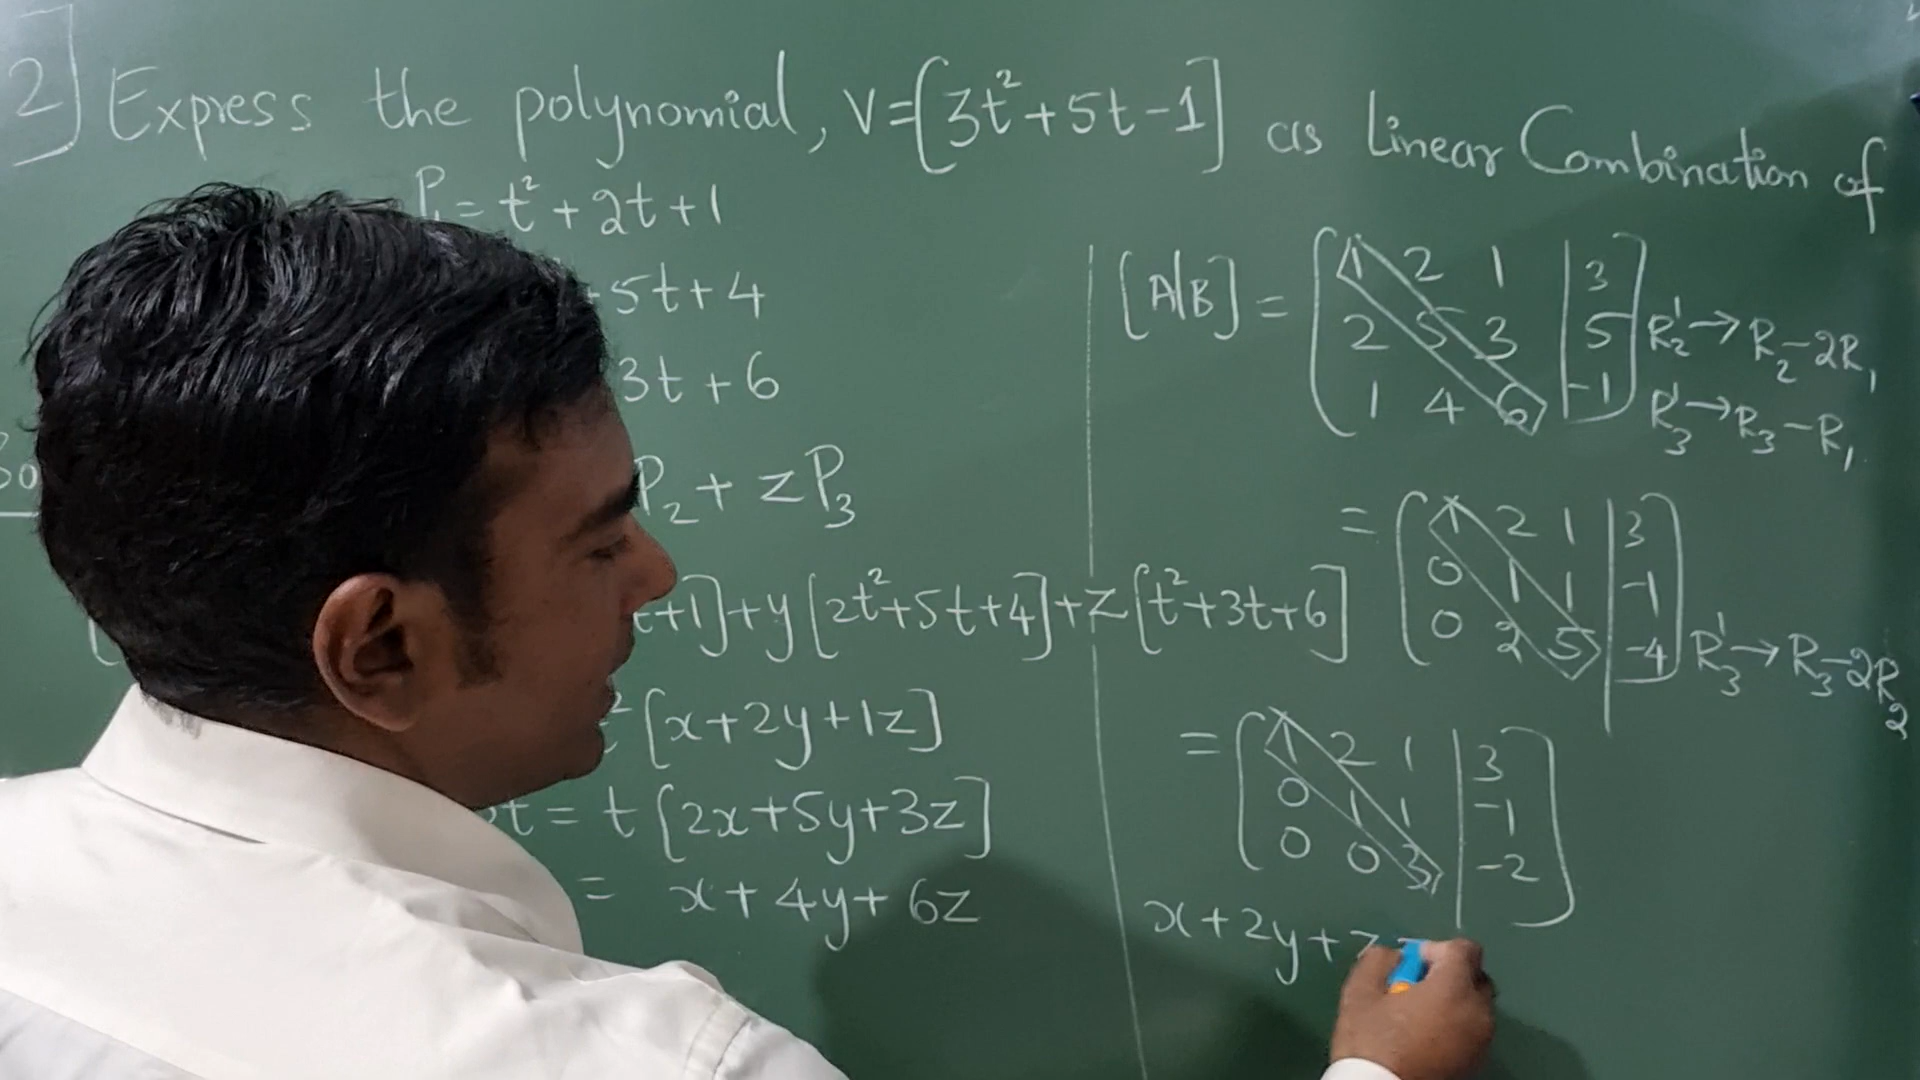 2] Express the polynomial, V=[3t²+5t-1] as Linear Combination of
P₁ = t²+2t+1
+5t+4
3t+6
So
P₂ + zP₃
t+1]+y[2t²+5t+4]+z[t²+3t+6]
t²[x+2y+1z]
5t = t[2x+5y+3z]
= x+4y+6z
[A|B] = [1 2 1 | 3]
2 5 3 | 5 R₂' → R₂-2R₁
1 4 6 | -1 R₃' → R₃-R₁
= [1 2 1 | 3]
0 1 1 | -1
0 2 5 | -4 R₃' → R₃-2R₂
= [1 2 1 | 3]
0 1 1 | -1
0 0 3 | -2
x+2y+z =